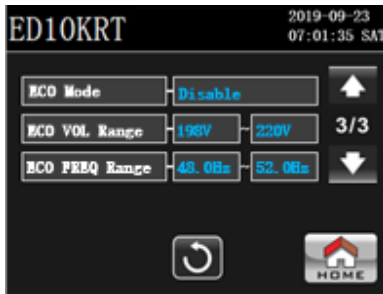 ED10KRT
2019-09-23
07:01:35 SAT
ECO Mode Disable
ECO VOL Range 198V ~ 220V
3/3
ECO FREQ Range 48.0Hz ~ 52.0Hz
HOME